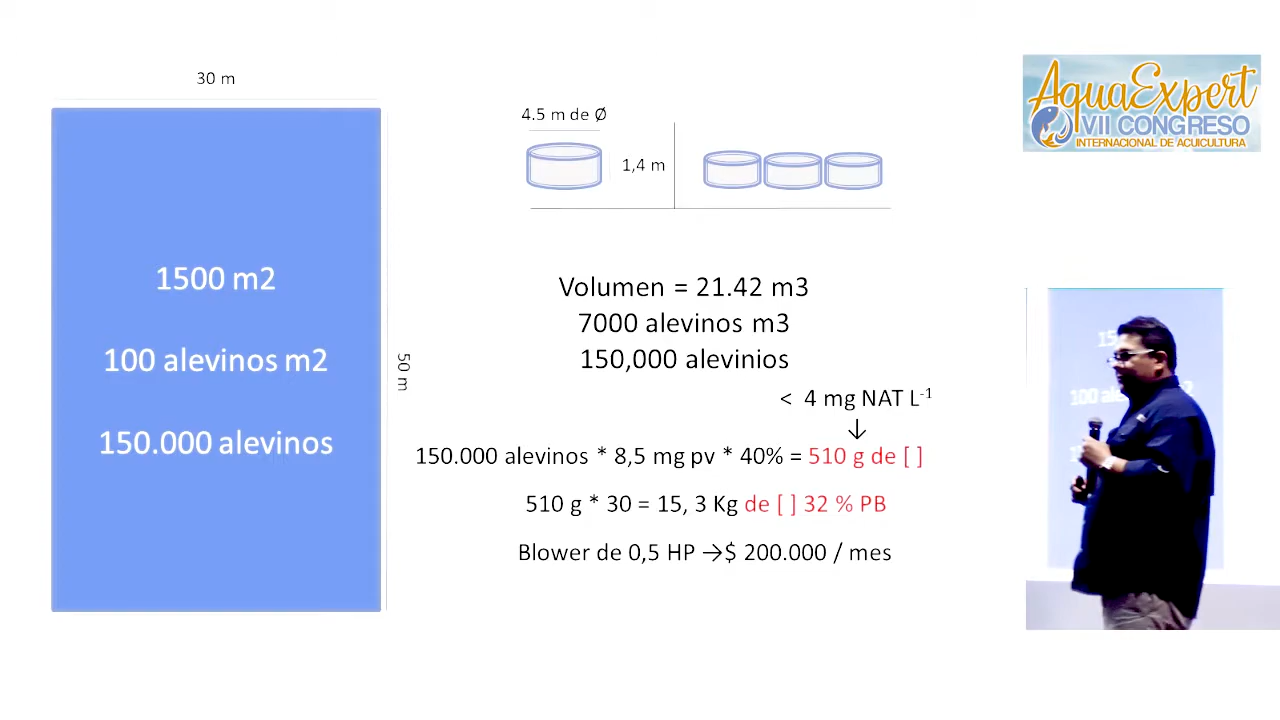 30 m
1500 m2
100 alevinos m2
150.000 alevinos
50 m
4.5 m de Ø
1,4 m
Volumen = 21.42 m3
7000 alevinos m3
150,000 alevinios
< 4 mg NAT L-1
↓
150.000 alevinos * 8,5 mg pv * 40% = 510 g de [ ]
510 g * 30 = 15, 3 Kg de [ ] 32 % PB
Blower de 0,5 HP →$ 200.000 / mes
AquaExpert
VII CONGRESO
INTERNACIONAL DE ACUICULTURA